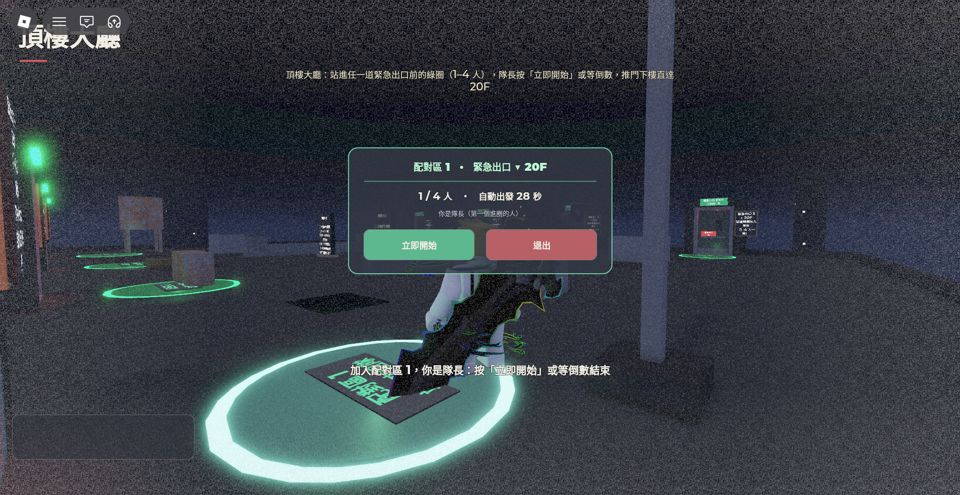 頂樓大廳
頂樓大廳：站進任一道緊急出口前的綠圈（1–4 人），隊長按「立即開始」或等倒數，推門下樓直達
20F
配對區 1 • 緊急出口 ▼ 20F
1 / 4 人 • 自動出發 28 秒
你是隊長（第一個進圈的人）
立即開始
退出
加入配對區 1，你是隊長：按「立即開始」或等倒數結束
配對區 1